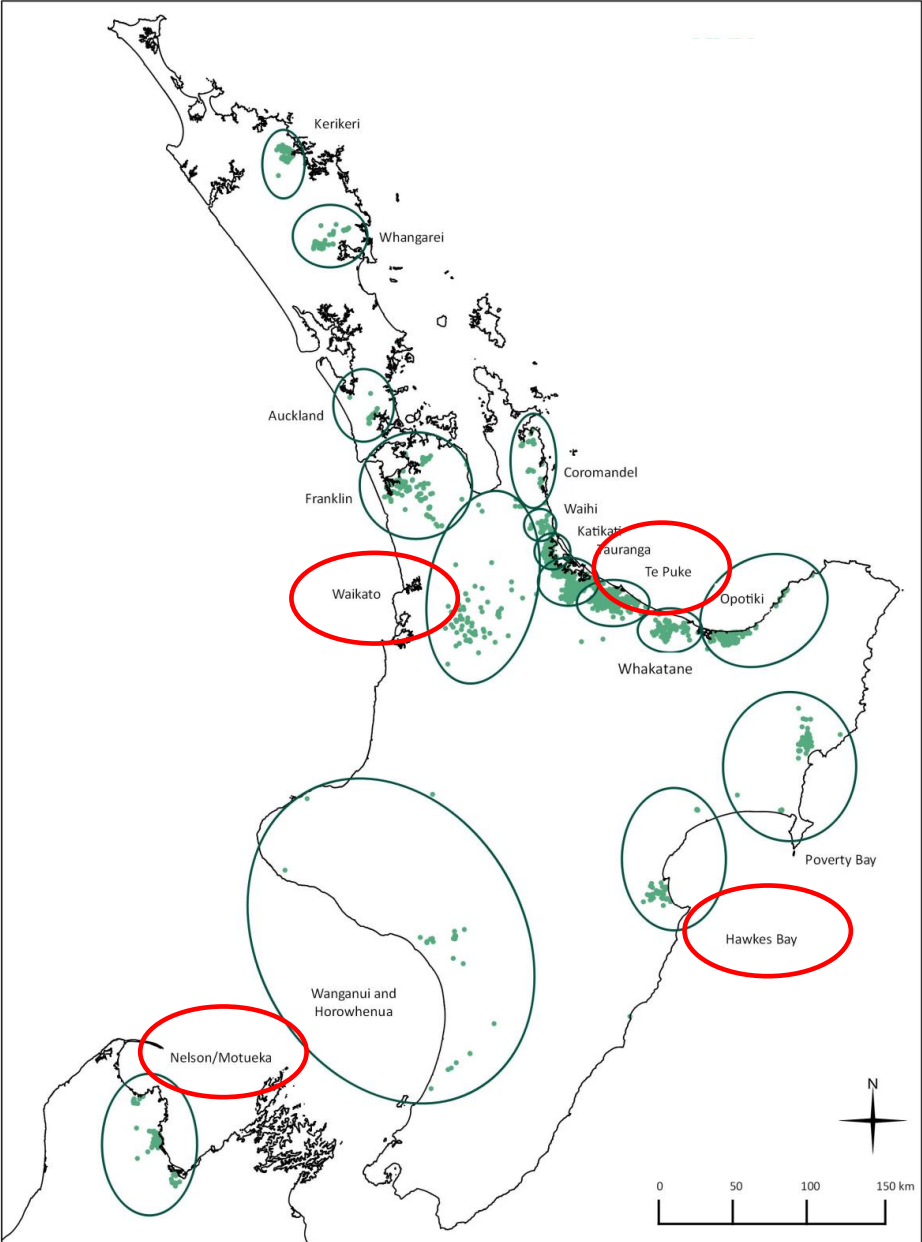 Kerikeri
Whangarei
Auckland
Coromandel
Franklin
Waihi
Katikati
Tauranga
Te Puke
Waikato
Opotiki
Whakatane
Poverty Bay
Hawkes Bay
Wanganui and
Horowhenua
Nelson/Motueka
N
0 50 100 150 km